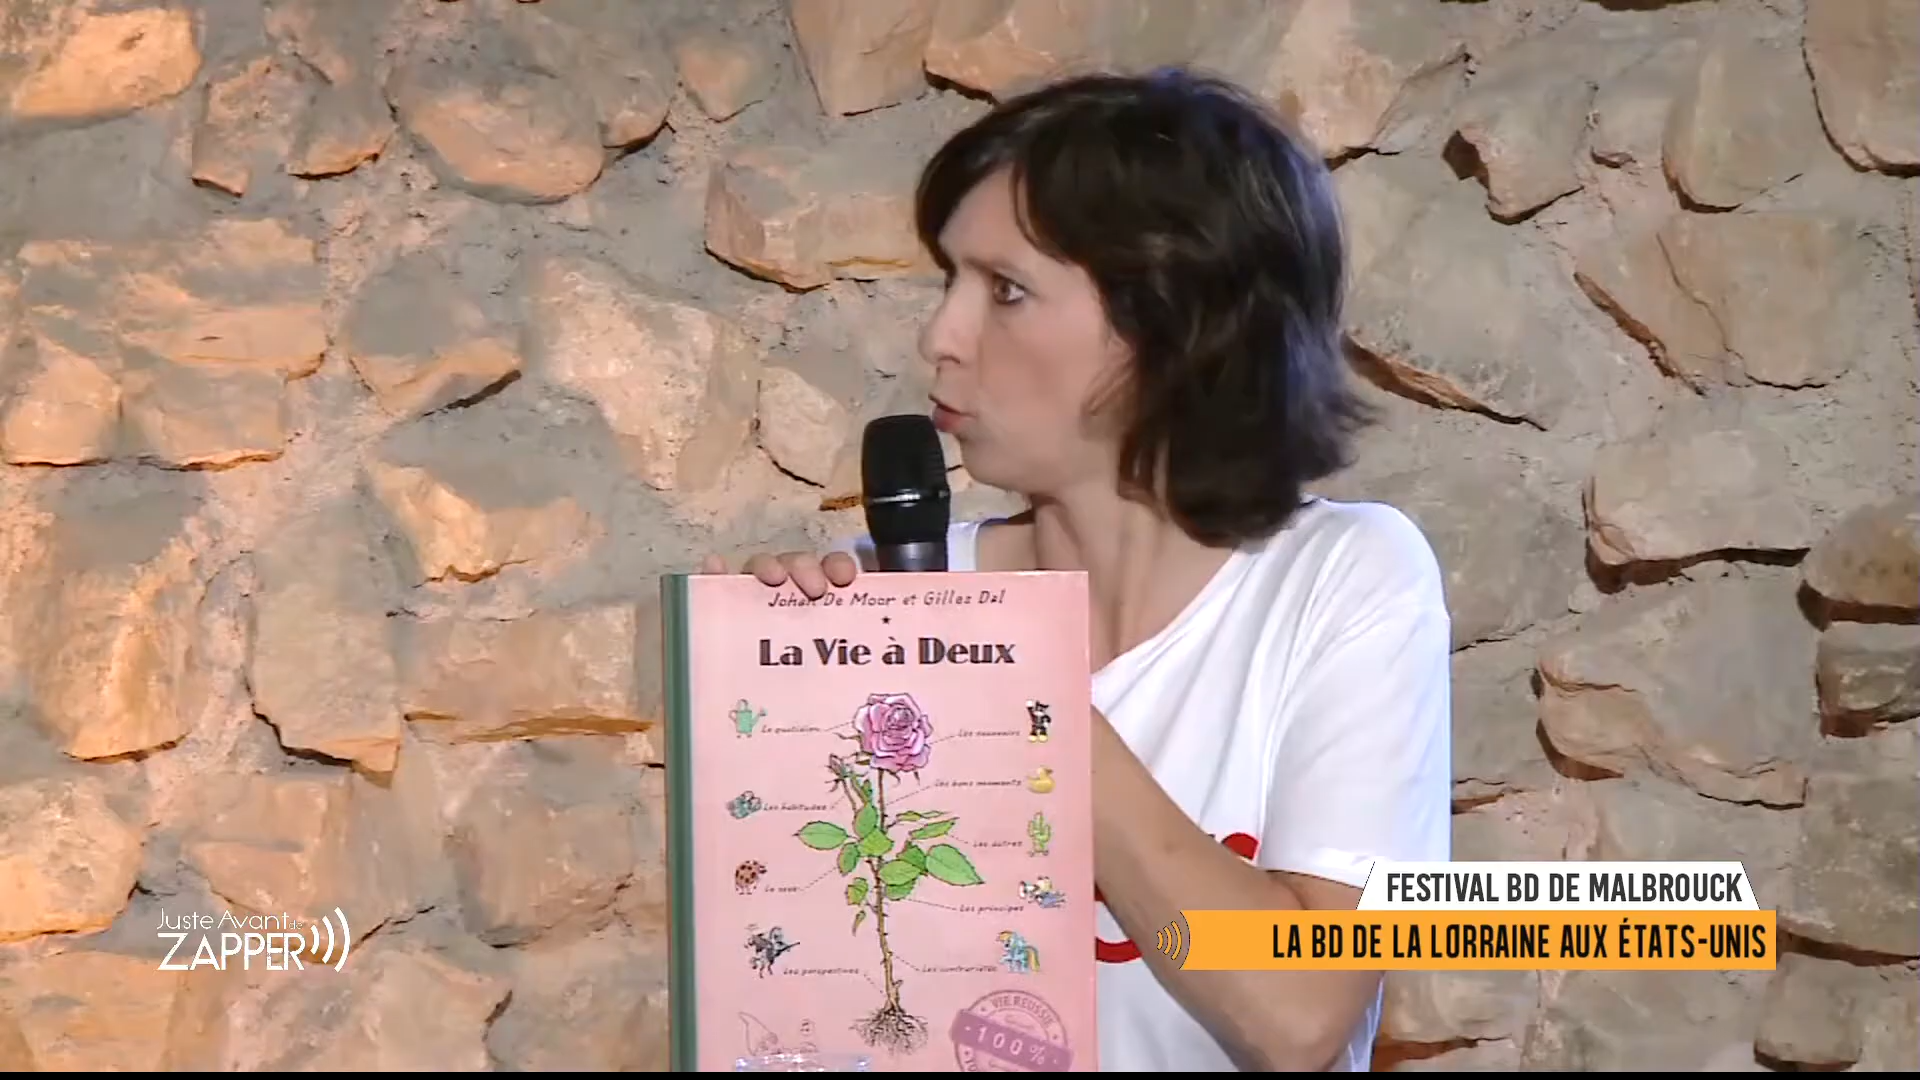 Johan De Moor et Gilles Dal
La Vie à Deux
Le quotidien
Les souvenirs
Les bons moments
Les habitudes
Les autres
Le sexe
Les principes
Les perspectives
Les contrariétés
VIE REUSSIE
-100%-
Juste Avant de
ZAPPER
FESTIVAL BD DE MALBROUCK
LA BD DE LA LORRAINE AUX ÉTATS-UNIS